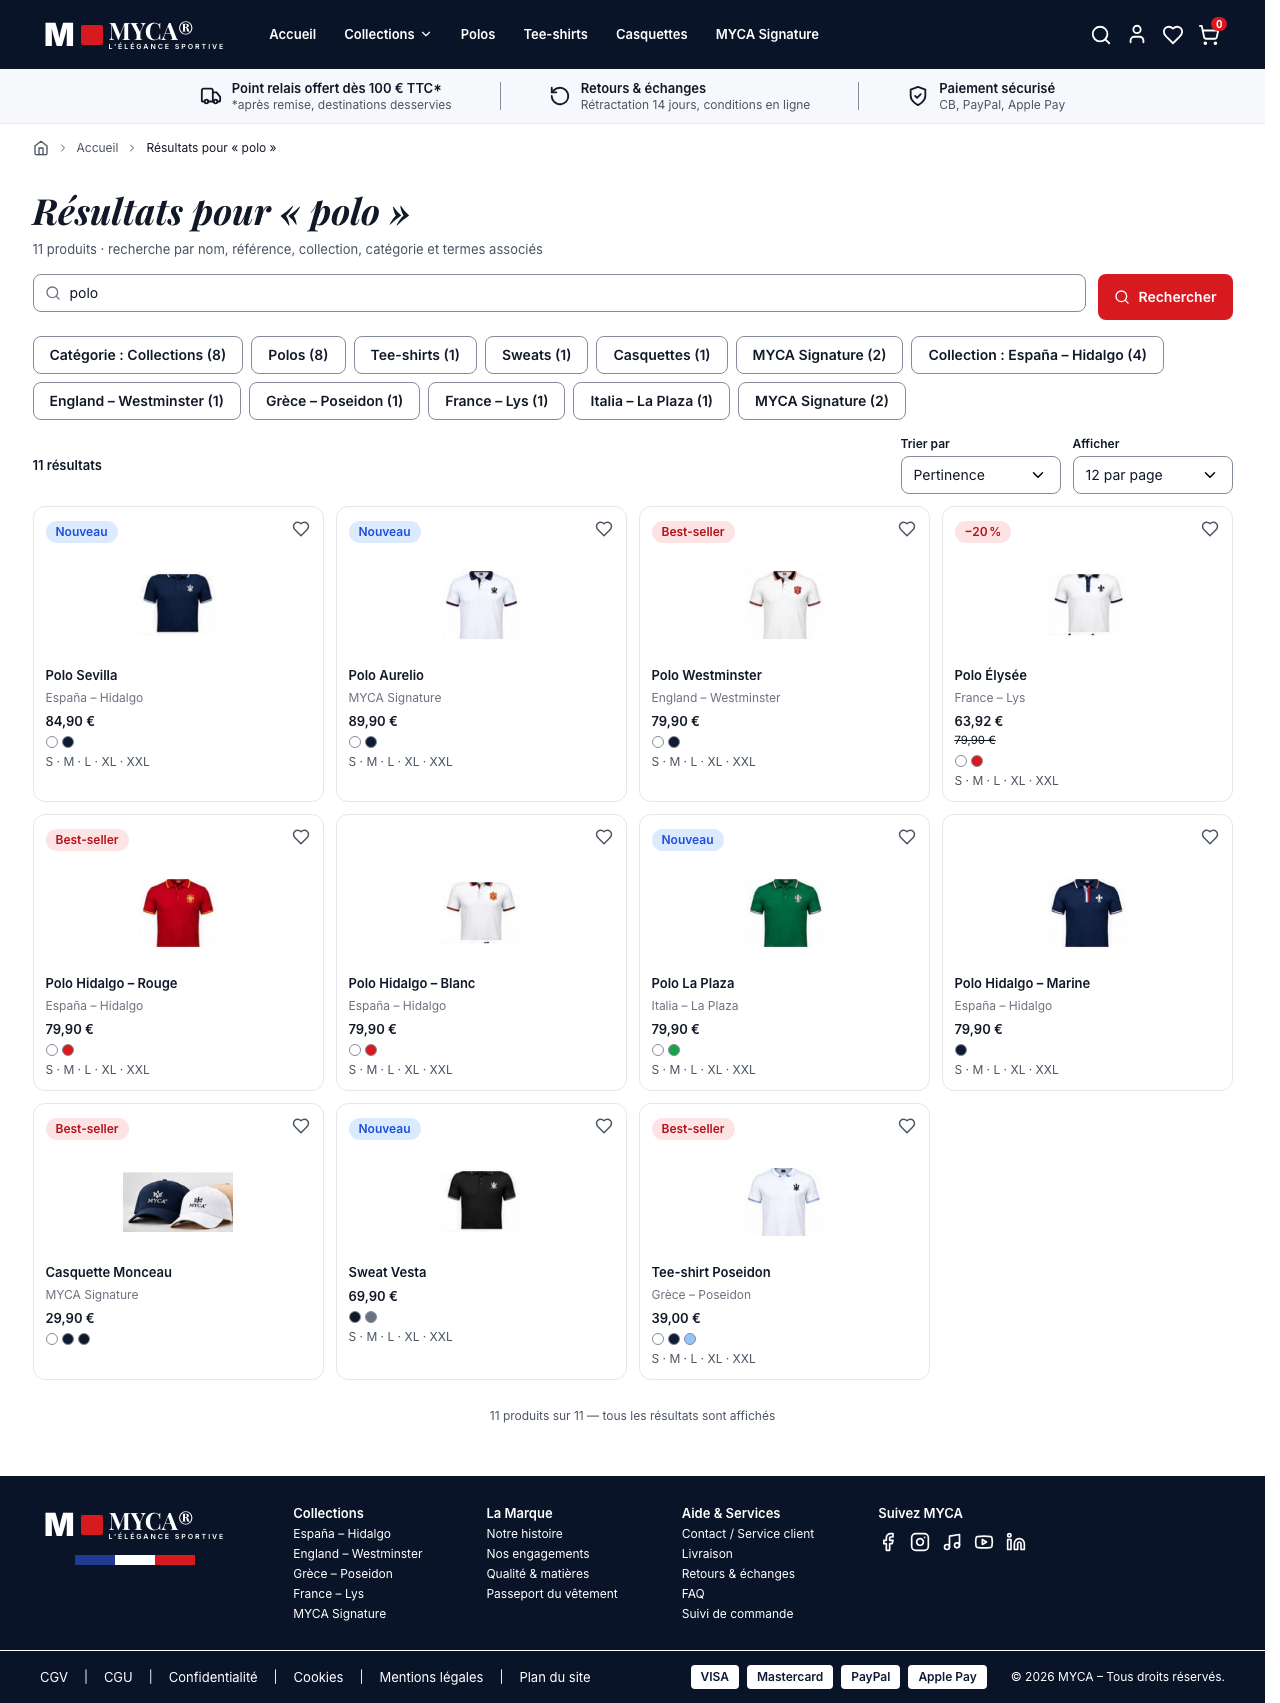 M MYCA®
L'ÉLÉGANCE SPORTIVE
Accueil
Collections
Polos
Tee-shirts
Casquettes
MYCA Signature
0
Point relais offert dès 100 € TTC*
*après remise, destinations desservies
Retours & échanges
Rétractation 14 jours, conditions en ligne
Paiement sécurisé
CB, PayPal, Apple Pay
Accueil
Résultats pour « polo »
Résultats pour « polo »
11 produits · recherche par nom, référence, collection, catégorie et termes associés
polo
Rechercher
Catégorie : Collections (8)
Polos (8)
Tee-shirts (1)
Sweats (1)
Casquettes (1)
MYCA Signature (2)
Collection : España – Hidalgo (4)
England – Westminster (1)
Grèce – Poseidon (1)
France – Lys (1)
Italia – La Plaza (1)
MYCA Signature (2)
11 résultats
Trier par
Pertinence
Afficher
12 par page
Nouveau
Polo Sevilla
España – Hidalgo
84,90 €
S · M · L · XL · XXL
Nouveau
Polo Aurelio
MYCA Signature
89,90 €
S · M · L · XL · XXL
Best-seller
Polo Westminster
England – Westminster
79,90 €
S · M · L · XL · XXL
−20 %
Polo Élysée
France – Lys
63,92 €
79,90 €
S · M · L · XL · XXL
Best-seller
Polo Hidalgo – Rouge
España – Hidalgo
79,90 €
S · M · L · XL · XXL
Polo Hidalgo – Blanc
España – Hidalgo
79,90 €
S · M · L · XL · XXL
Nouveau
Polo La Plaza
Italia – La Plaza
79,90 €
S · M · L · XL · XXL
Polo Hidalgo – Marine
España – Hidalgo
79,90 €
S · M · L · XL · XXL
Best-seller
MYCA
MYCA
Casquette Monceau
MYCA Signature
29,90 €
Nouveau
Sweat Vesta
69,90 €
S · M · L · XL · XXL
Best-seller
Tee-shirt Poseidon
Grèce – Poseidon
39,00 €
S · M · L · XL · XXL
11 produits sur 11 — tous les résultats sont affichés
M MYCA®
L'ÉLÉGANCE SPORTIVE
Collections
España – Hidalgo
England – Westminster
Grèce – Poseidon
France – Lys
MYCA Signature
La Marque
Notre histoire
Nos engagements
Qualité & matières
Passeport du vêtement
Aide & Services
Contact / Service client
Livraison
Retours & échanges
FAQ
Suivi de commande
Suivez MYCA
CGV | CGU | Confidentialité | Cookies | Mentions légales | Plan du site
VISA
Mastercard
PayPal
Apple Pay
© 2026 MYCA – Tous droits réservés.